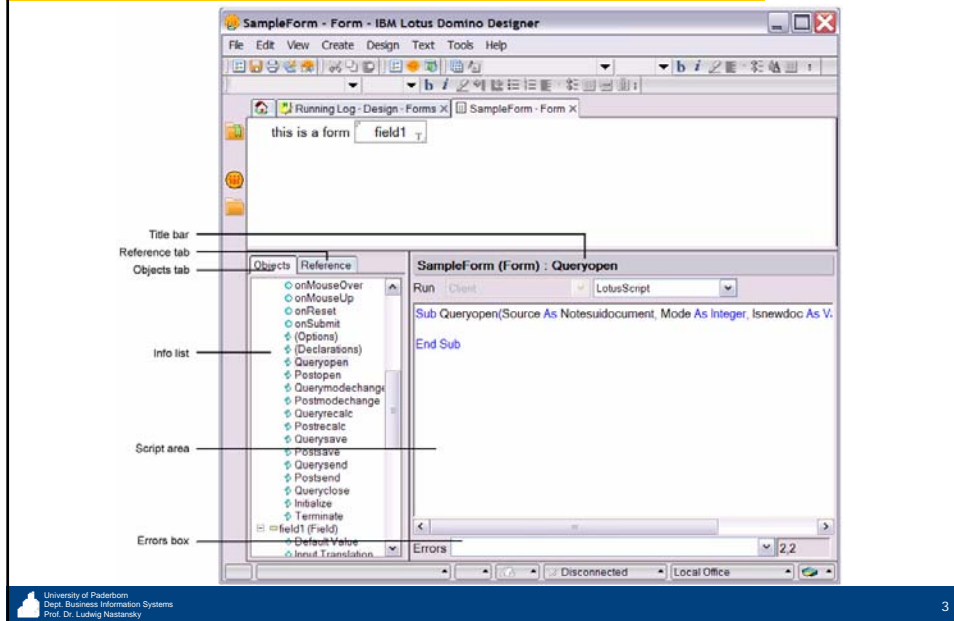 SampleForm - Form - IBM Lotus Domino Designer
File Edit View Create Design Text Tools Help
Running Log - Design - Forms X SampleForm - Form X
this is a form field1 T
Title bar
Reference tab
Objects tab
Info list
Script area
Errors box
Objects Reference
onMouseOver
onMouseUp
onReset
onSubmit
(Options)
(Declarations)
Queryopen
Postopen
Querymodechange
Postmodechange
Queryrecalc
Postrecalc
Querysave
Postsave
Querysend
Postsend
Queryclose
Initialize
Terminate
field1 (Field)
Default Value
Input Translation
SampleForm (Form) : Queryopen
Run Client LotusScript
Sub Queryopen(Source As Notesuidocument, Mode As Integer, Isnewdoc As Va
End Sub
Errors 2,2
Disconnected Local Office
University of Paderborn
Dept. Business Information Systems
Prof. Dr. Ludwig Nastansky
3